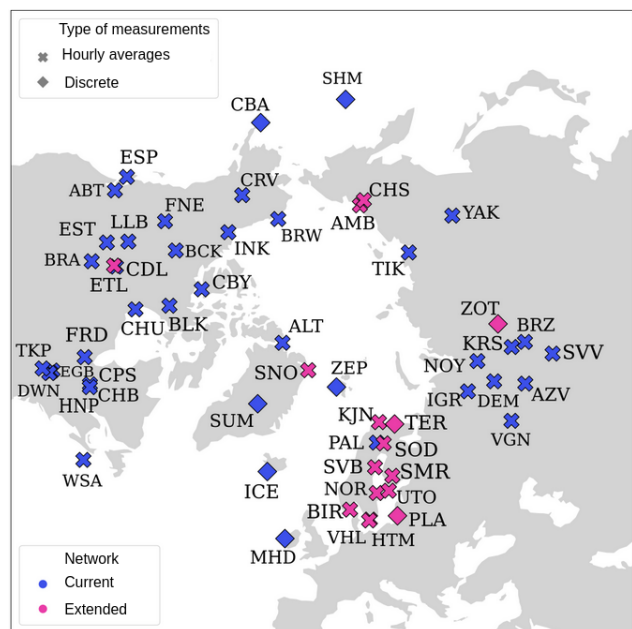 Type of measurements
Hourly averages
Discrete
SHM
CBA
ESP
ABT
CRV
CHS
FNE
AMB
YAK
EST
LLB
BRW
INK
BCK
BRA
CDL
TIK
ETL
CBY
ZOT
CHU
BLK
BRZ
ALT
KRS
FRD
SVV
TKP
NOY
EGB
CPS
SNO
ZEP
DWN
CHB
IGR
DEM
AZV
HNP
SUM
KJN
TER
VGN
PAL
SOD
SVB
SMR
WSA
ICE
NOR
UTO
BIR
PLA
VHL
HTM
MHD
Network
Current
Extended